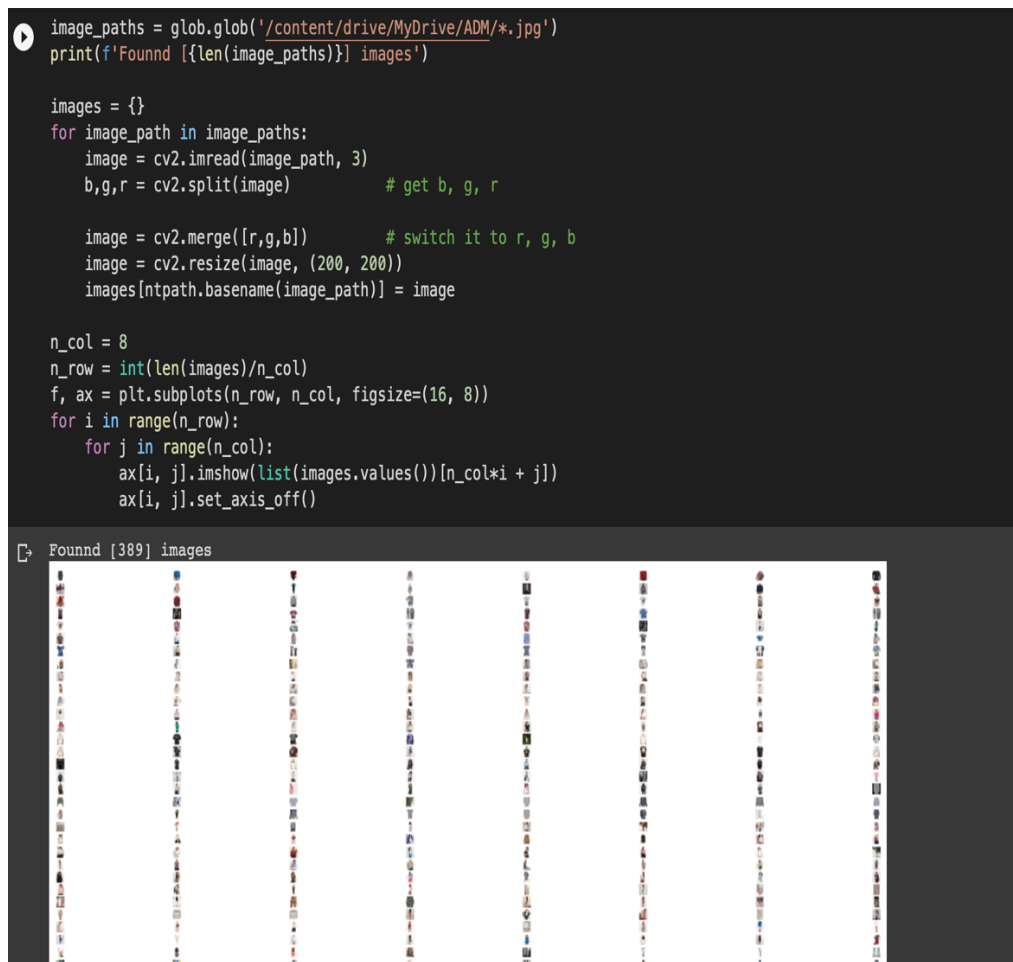 image_paths = glob.glob('/content/drive/MyDrive/ADM/*.jpg')
print(f'Founnd [{len(image_paths)}] images')
images = {}
for image_path in image_paths:
    image = cv2.imread(image_path, 3)
    b,g,r = cv2.split(image)           # get b, g, r
    image = cv2.merge([r,g,b])         # switch it to r, g, b
    image = cv2.resize(image, (200, 200))
    images[ntpath.basename(image_path)] = image
n_col = 8
n_row = int(len(images)/n_col)
f, ax = plt.subplots(n_row, n_col, figsize=(16, 8))
for i in range(n_row):
    for j in range(n_col):
        ax[i, j].imshow(list(images.values())[n_col*i + j])
        ax[i, j].set_axis_off()
Founnd [389] images